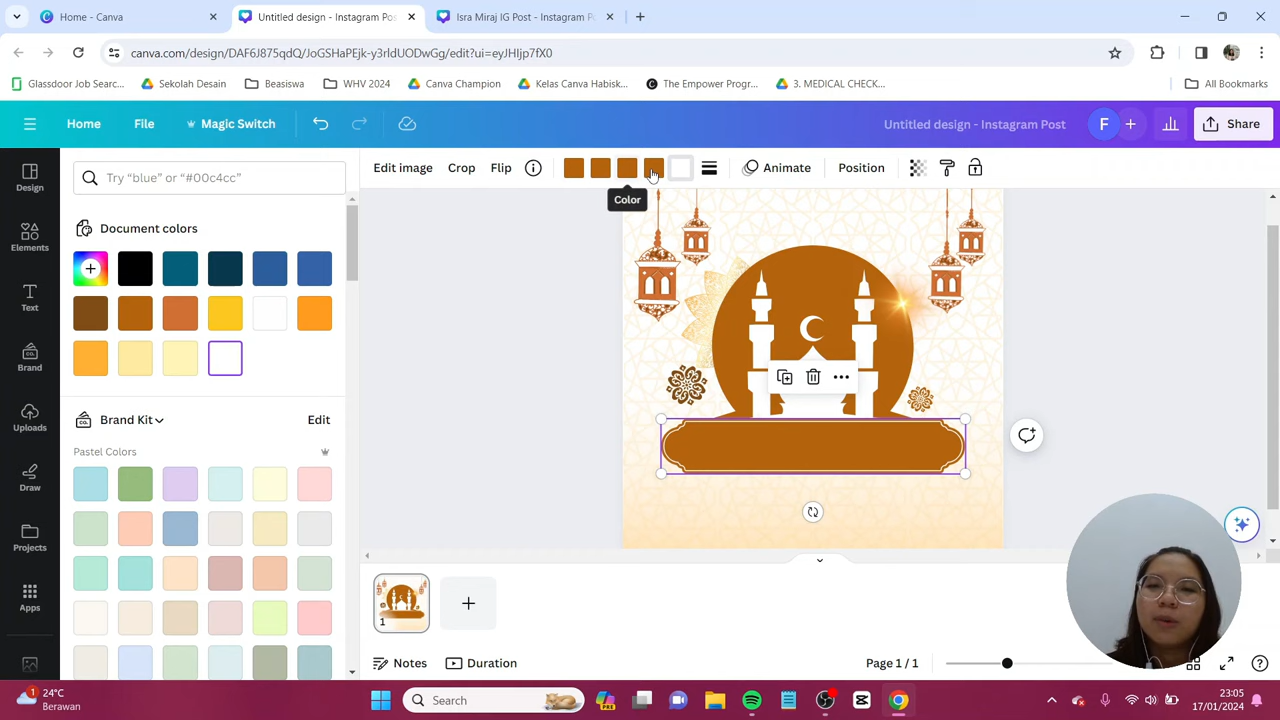 Home - Canva
Untitled design - Instagram Pos
Isra Miraj IG Post - Instagram P
canva.com/design/DAF6J875qdQ/JoGSHaPEjk-y3rldUODwGg/edit?ui=eyJHIjp7fX0
Glassdoor Job Searc...
Sekolah Desain
Beasiswa
WHV 2024
Canva Champion
Kelas Canva Habisk...
The Empower Progr...
3. MEDICAL CHECK...
All Bookmarks
Home
File
Magic Switch
Untitled design - Instagram Post
F
Share
Design
Elements
Text
Brand
Uploads
Draw
Projects
Apps
Try “blue” or “#00c4cc”
Document colors
Brand Kit
Edit
Pastel Colors
Edit image
Crop
Flip
Animate
Position
Color
1
Notes
Duration
Page 1 / 1
1
24°C
Berawan
Search
23:05
17/01/2024